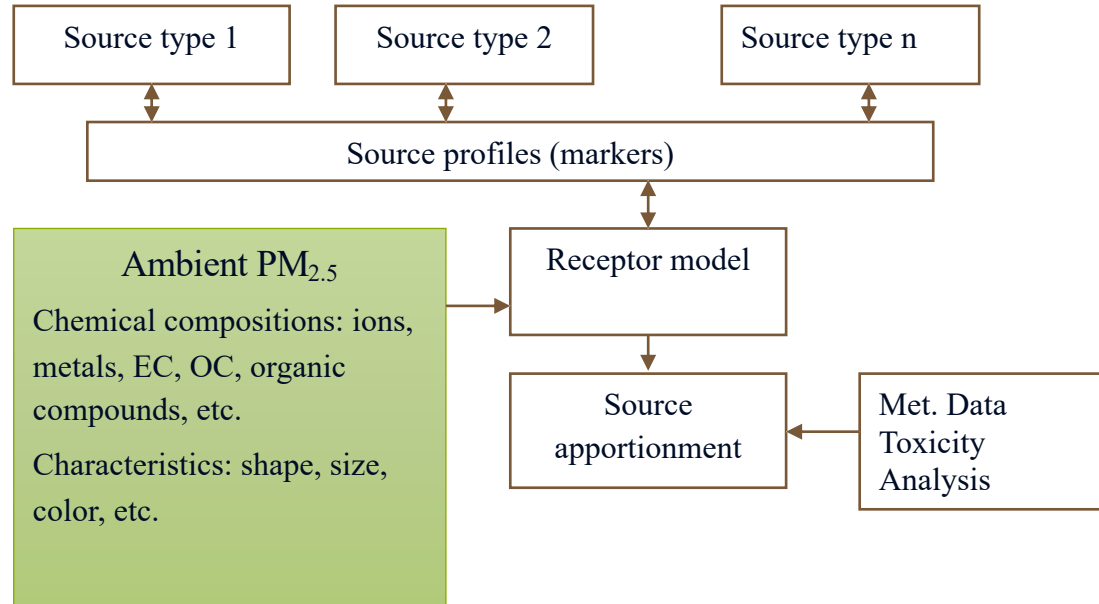 Source type 1
Source type 2
Source type n
Source profiles (markers)
Ambient PM2.5
Chemical compositions: ions,
metals, EC, OC, organic
compounds, etc.
Characteristics: shape, size,
color, etc.
Receptor model
Source
apportionment
Met. Data
Toxicity
Analysis